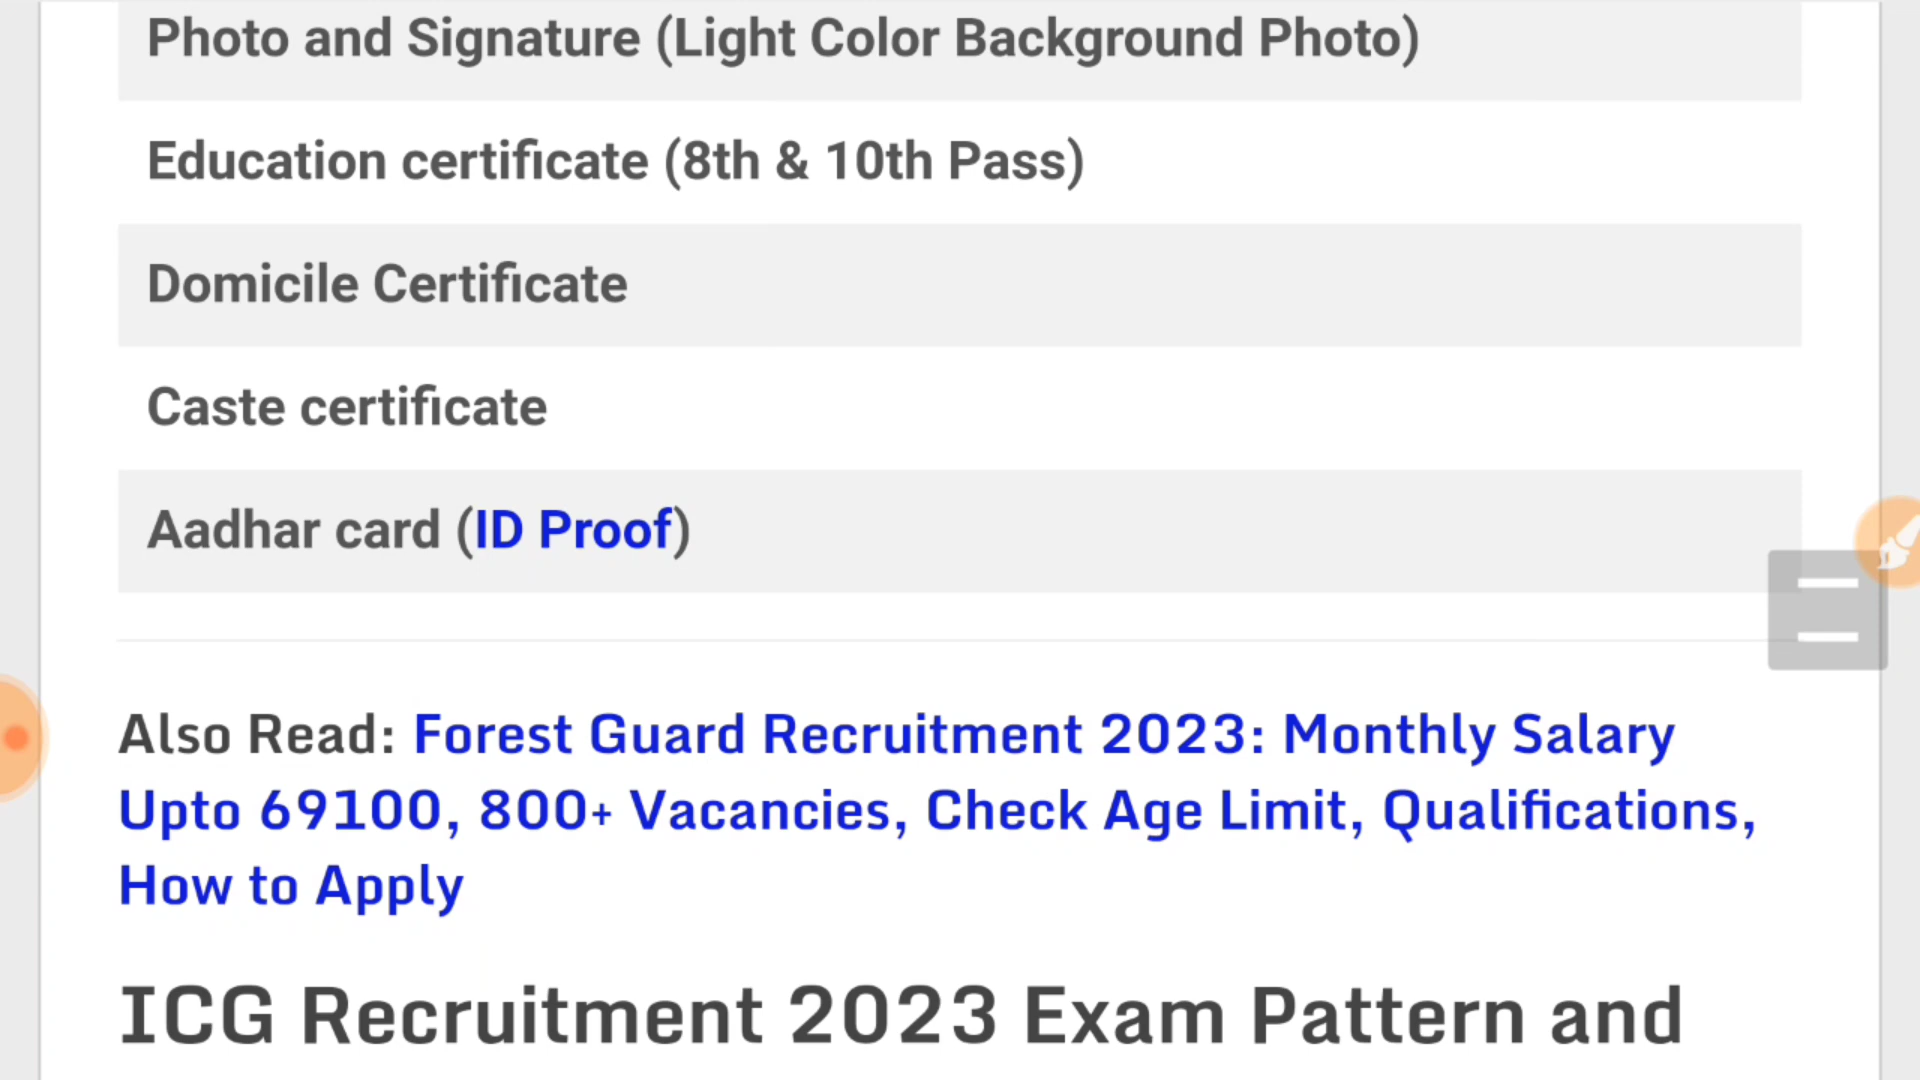 Photo and Signature (Light Color Background Photo)
Education certificate (8th & 10th Pass)
Domicile Certificate
Caste certificate
Aadhar card (ID Proof)
Also Read: Forest Guard Recruitment 2023: Monthly Salary
Upto 69100, 800+ Vacancies, Check Age Limit, Qualifications,
How to Apply
ICG Recruitment 2023 Exam Pattern and